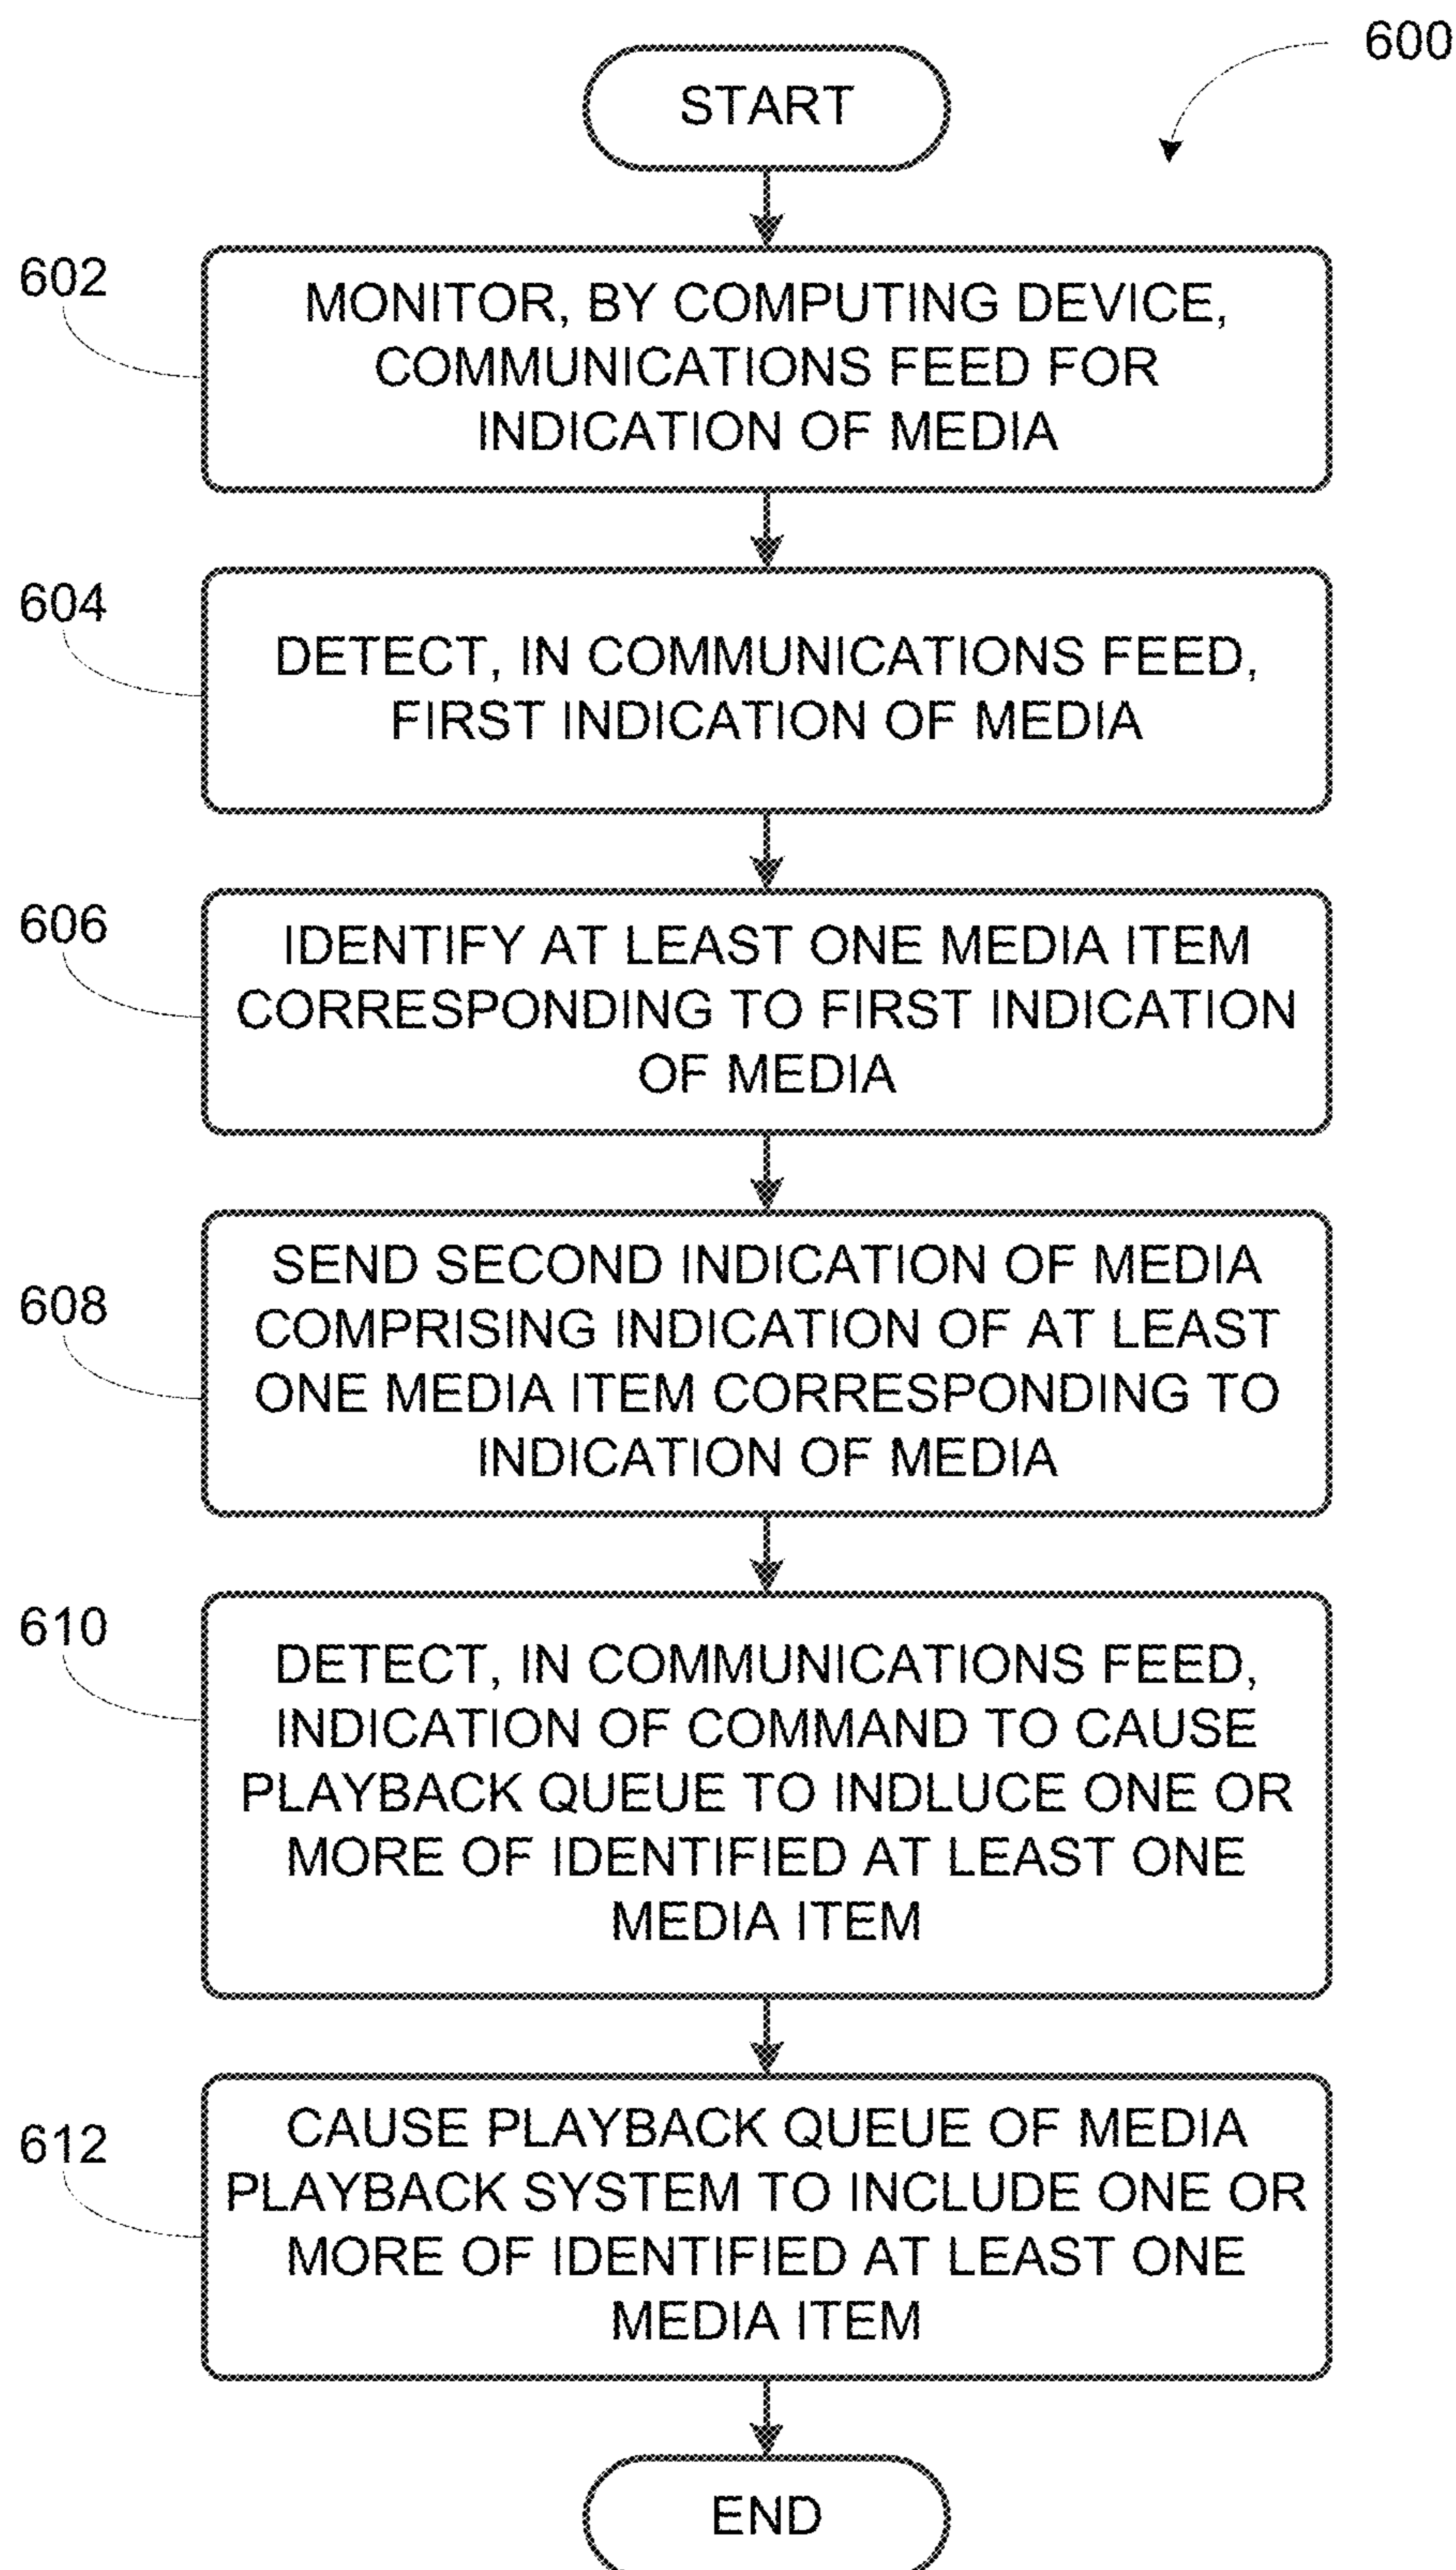 600
START
602
MONITOR, BY COMPUTING DEVICE,
COMMUNICATIONS FEED FOR
INDICATION OF MEDIA
604
DETECT, IN COMMUNICATIONS FEED,
FIRST INDICATION OF MEDIA
606
IDENTIFY AT LEAST ONE MEDIA ITEM
CORRESPONDING TO FIRST INDICATION
OF MEDIA
608
SEND SECOND INDICATION OF MEDIA
COMPRISING INDICATION OF AT LEAST
ONE MEDIA ITEM CORRESPONDING TO
INDICATION OF MEDIA
610
DETECT, IN COMMUNICATIONS FEED,
INDICATION OF COMMAND TO CAUSE
PLAYBACK QUEUE TO INDLUCE ONE OR
MORE OF IDENTIFIED AT LEAST ONE
MEDIA ITEM
612
CAUSE PLAYBACK QUEUE OF MEDIA
PLAYBACK SYSTEM TO INCLUDE ONE OR
MORE OF IDENTIFIED AT LEAST ONE
MEDIA ITEM
END